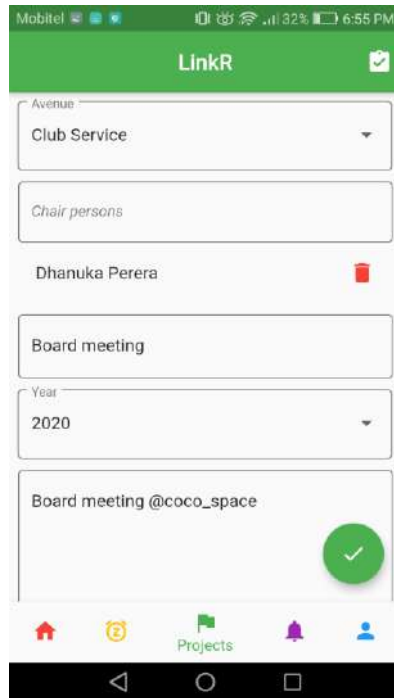 Mobitel 32% 6:55 PM
LinkR
Avenue
Club Service
Chair persons
Dhanuka Perera
Board meeting
Year
2020
Board meeting @coco_space
Projects